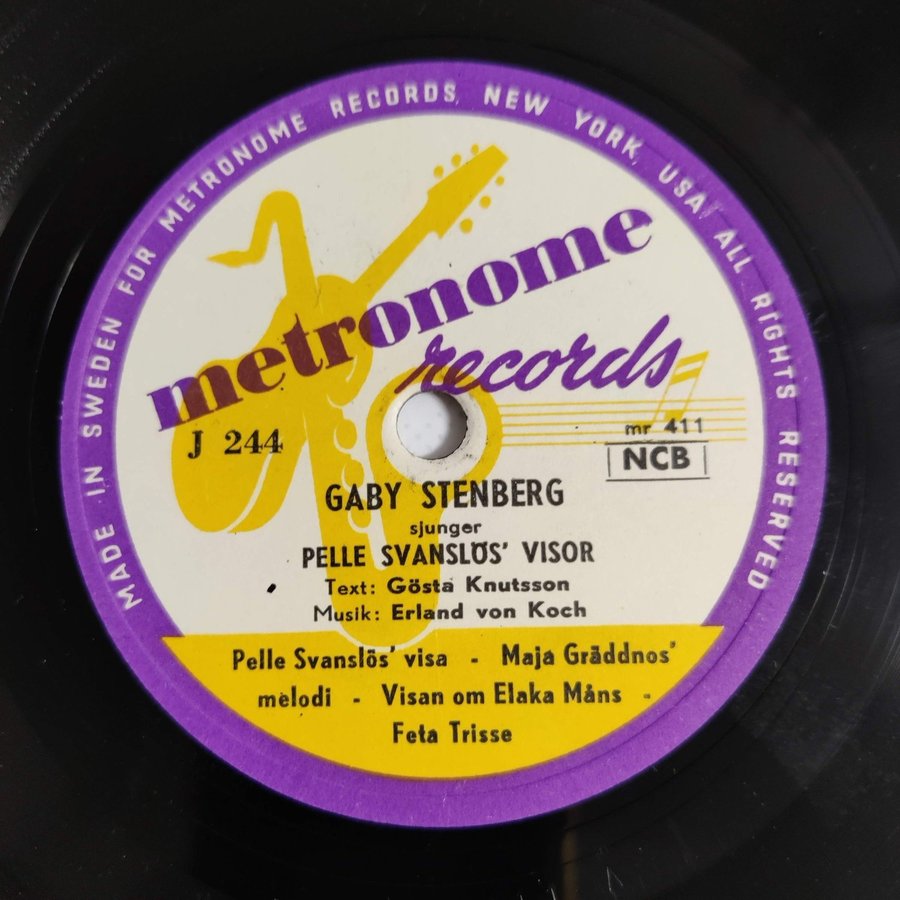 MADE IN SWEDEN FOR METRONOME RECORDS, NEW YORK, USA. ALL RIGHTS RESERVED
metronome
records
J 244
mr 411
NCB
GABY STENBERG
sjunger
PELLE SVANSLÖS' VISOR
Text: Gösta Knutsson
Musik: Erland von Koch
Pelle Svanslös' visa - Maja Gräddnos'
melodi - Visan om Elaka Måns -
Feta Trisse